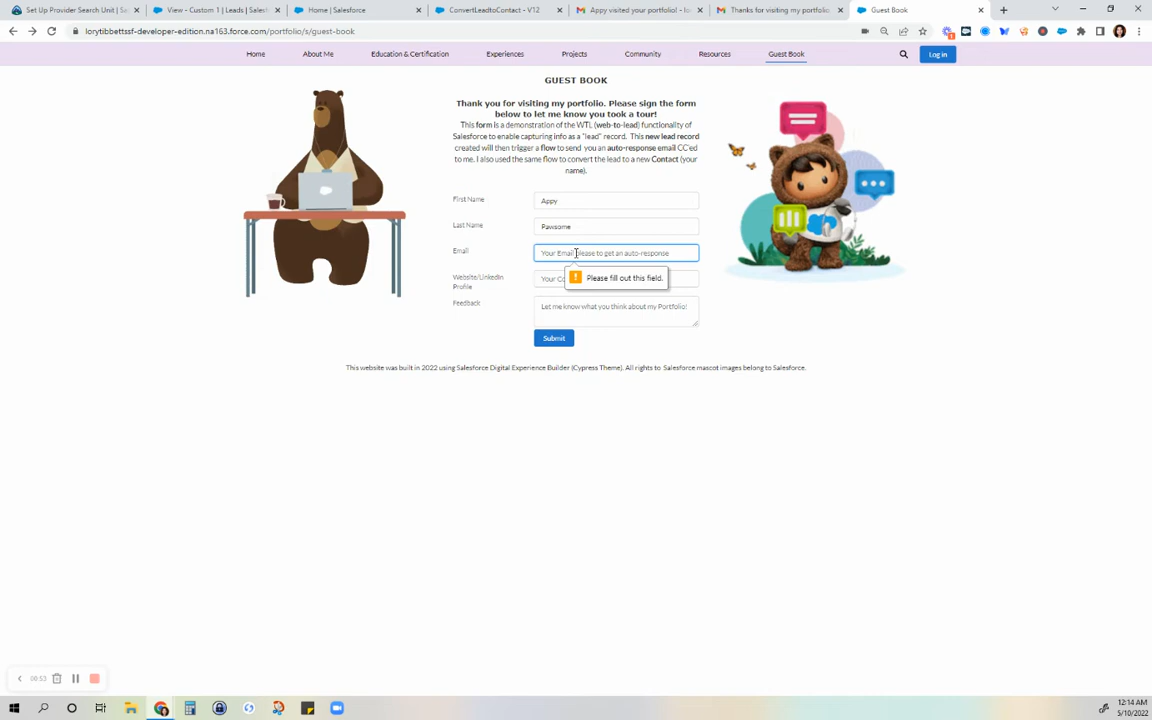 Set Up Provider Search Unit | Sa
View - Custom 1 | Leads | Salesf
Home | Salesforce
ConvertLeadtoContact - V12
Appy visited your portfolio! - fo
Thanks for visiting my portfolio
Guest Book
lorytibbettssf-developer-edition.na163.force.com/portfolio/s/guest-book
Home
About Me
Education & Certification
Experiences
Projects
Community
Resources
Guest Book
Log in
GUEST BOOK
Thank you for visiting my portfolio. Please sign the form
below to let me know you took a tour!
This form is a demonstration of the WTL (web-to-lead) functionality of
Salesforce to enable capturing info as a "lead" record. This new lead record
created will then trigger a flow to send you an auto-response email CC'ed
to me. I also used the same flow to convert the lead to a new Contact (your
name).
First Name
Appy
Last Name
Pawsome
Email
Your Email please to get an auto-response
Please fill out this field.
Website/Linkedin
Profile
Your Co
Feedback
Let me know what you think about my Portfolio!
Submit
This website was built in 2022 using Salesforce Digital Experience Builder (Cypress Theme). All rights to Salesforce mascot images belong to Salesforce.
00:53
12:14 AM
5/10/2022